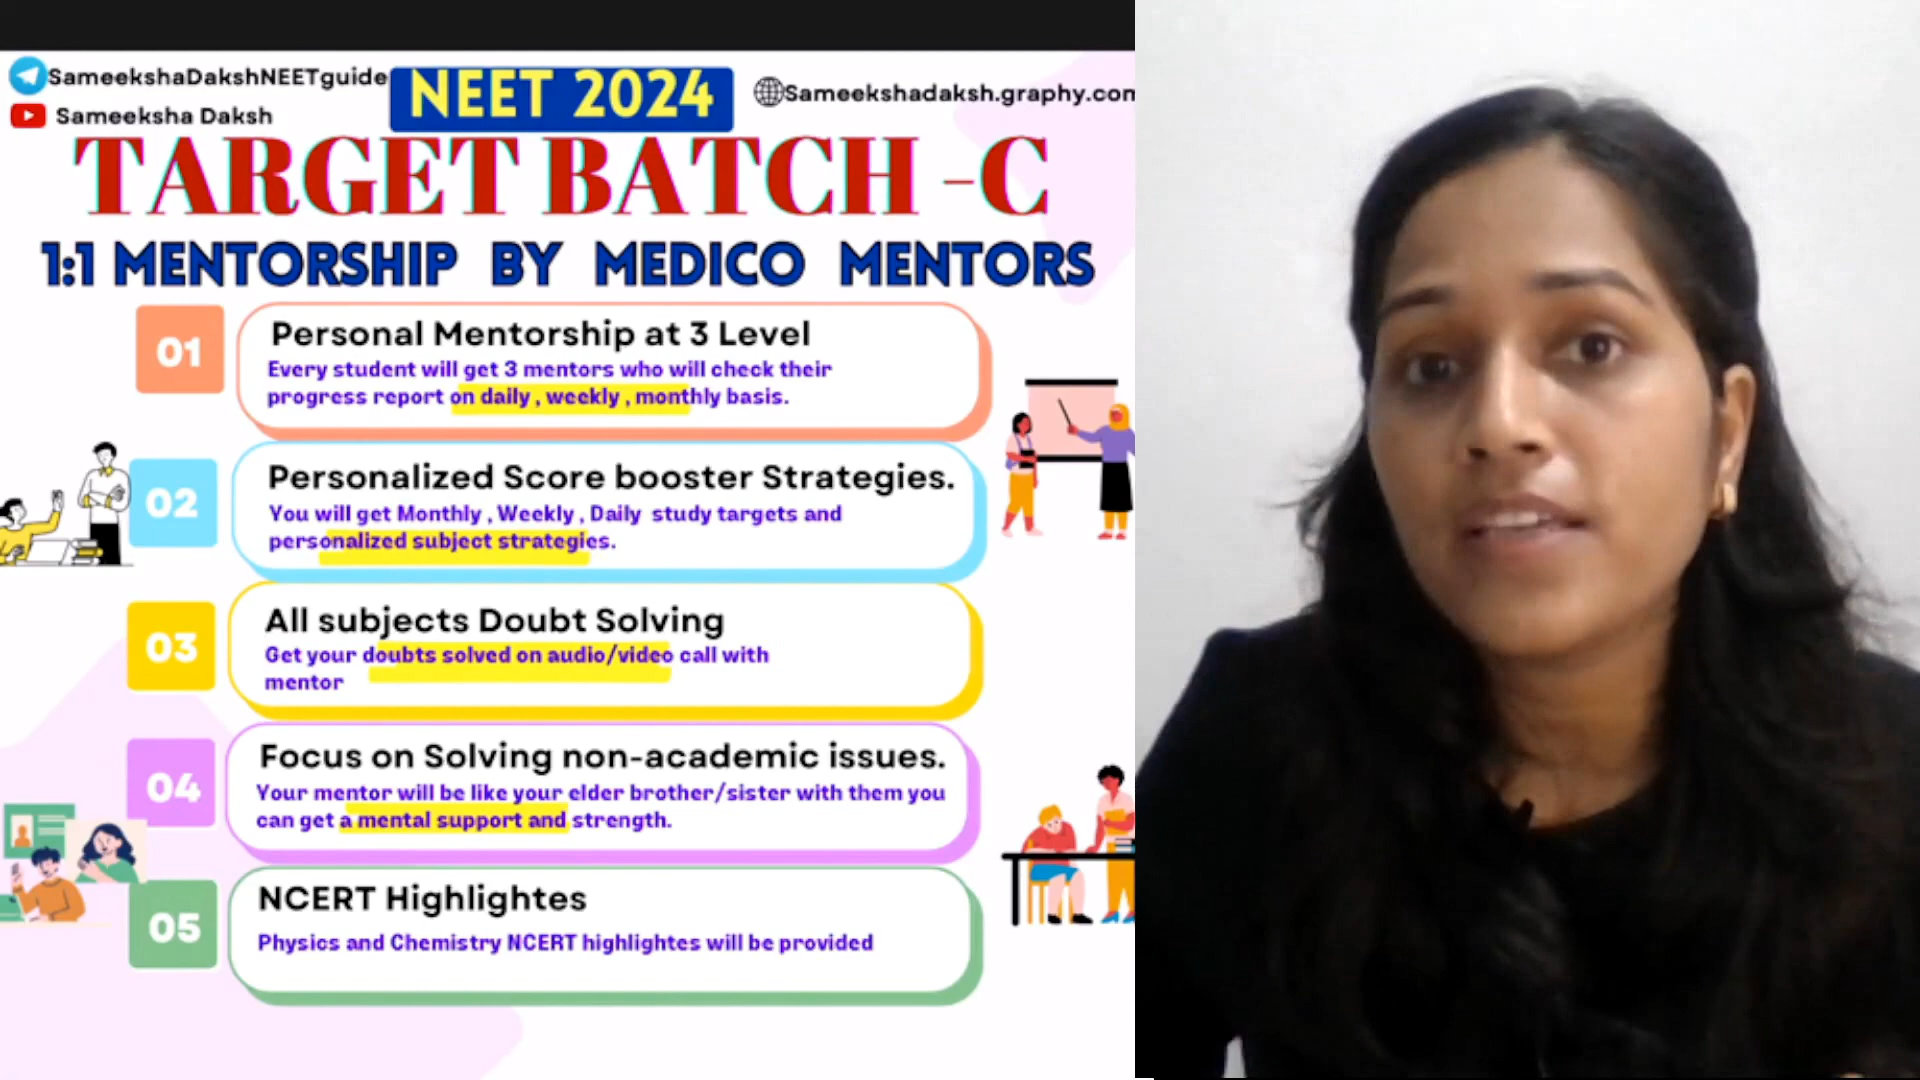 SameekshaDakshNEETguide
Sameeksha Daksh
NEET 2024
Sameekshadaksh.graphy.com
TARGET BATCH -C
1:1 MENTORSHIP BY MEDICO MENTORS
01
Personal Mentorship at 3 Level
Every student will get 3 mentors who will check their
progress report on daily , weekly , monthly basis.
02
Personalized Score booster Strategies.
You will get Monthly , Weekly , Daily study targets and
personalized subject strategies.
03
All subjects Doubt Solving
Get your doubts solved on audio/video call with
mentor
04
Focus on Solving non-academic issues.
Your mentor will be like your elder brother/sister with them you
can get a mental support and strength.
05
NCERT Highlightes
Physics and Chemistry NCERT highlightes will be provided